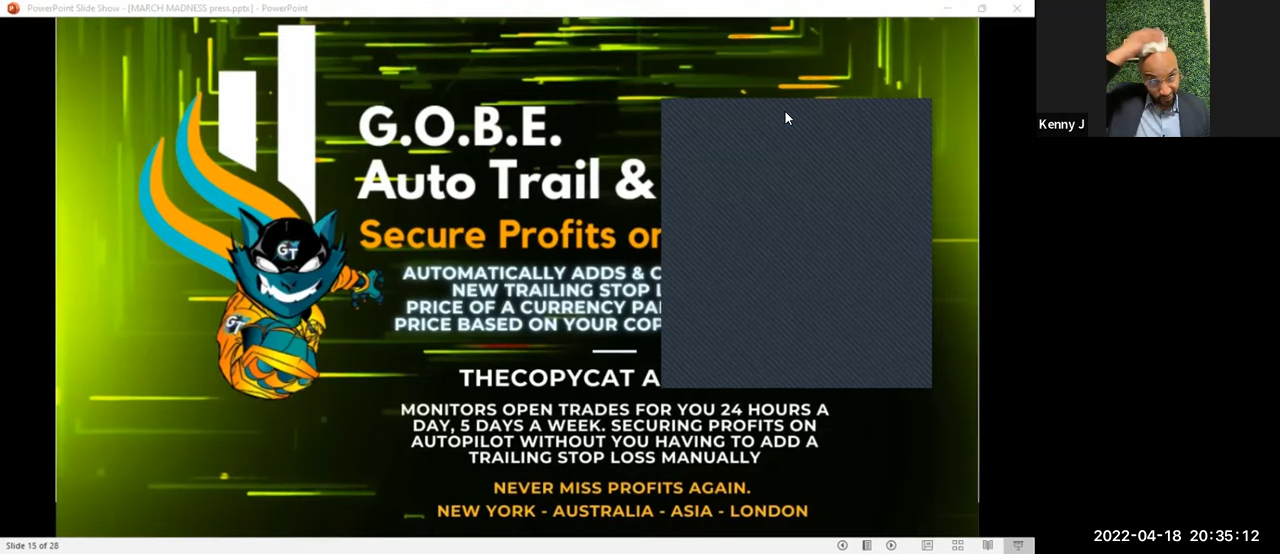 PowerPoint Slide Show - [MARCH MADNESS press.pptx] - PowerPoint
G.O.B.E.
Auto Trail &
Secure Profits or
AUTOMATICALLY ADDS & C
NEW TRAILING STOP L
PRICE OF A CURRENCY PAI
PRICE BASED ON YOUR COP
THECOPYCAT A
MONITORS OPEN TRADES FOR YOU 24 HOURS A
DAY, 5 DAYS A WEEK. SECURING PROFITS ON
AUTOPILOT WITHOUT YOU HAVING TO ADD A
TRAILING STOP LOSS MANUALLY
NEVER MISS PROFITS AGAIN.
NEW YORK - AUSTRALIA - ASIA - LONDON
GT
GT
Slide 15 of 28
Kenny J
2022-04-18 20:35:12